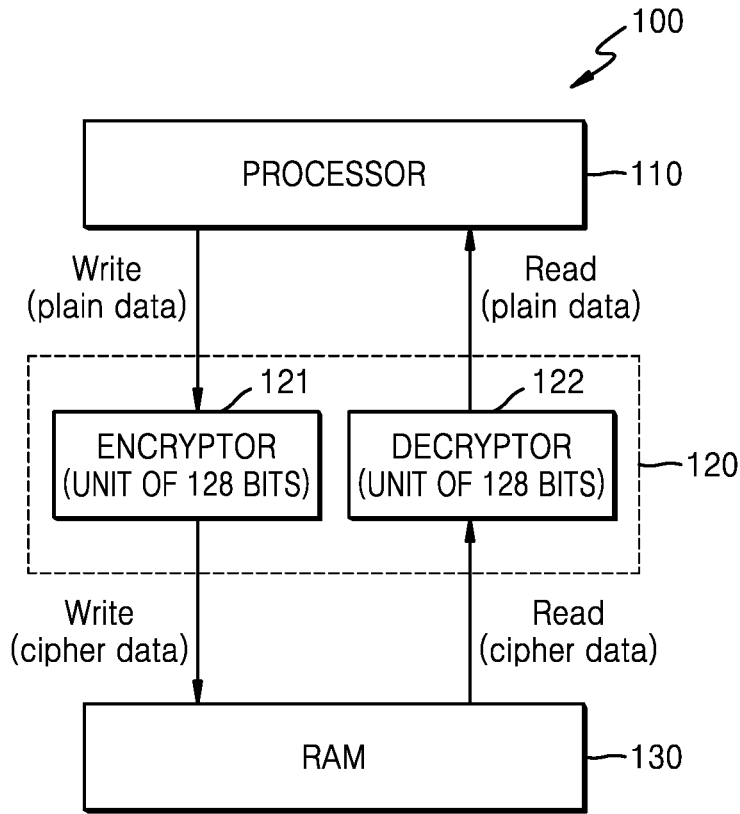 100
PROCESSOR
110
Write
(plain data)
Read
(plain data)
121
122
ENCRYPTOR
(UNIT OF 128 BITS)
DECRYPTOR
(UNIT OF 128 BITS)
120
Write
(cipher data)
Read
(cipher data)
RAM
130